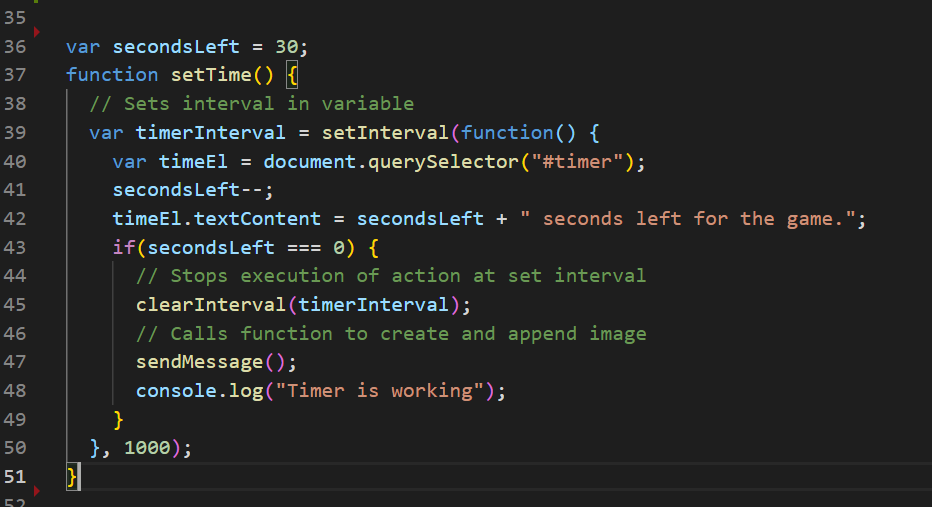 35
36 var secondsLeft = 30;
37 function setTime() {
38 // Sets interval in variable
39 var timerInterval = setInterval(function() {
40 var timeEl = document.querySelector("#timer");
41 secondsLeft--;
42 timeEl.textContent = secondsLeft + " seconds left for the game.";
43 if(secondsLeft === 0) {
44 // Stops execution of action at set interval
45 clearInterval(timerInterval);
46 // Calls function to create and append image
47 sendMessage();
48 console.log("Timer is working");
49 }
50 }, 1000);
51 }
52